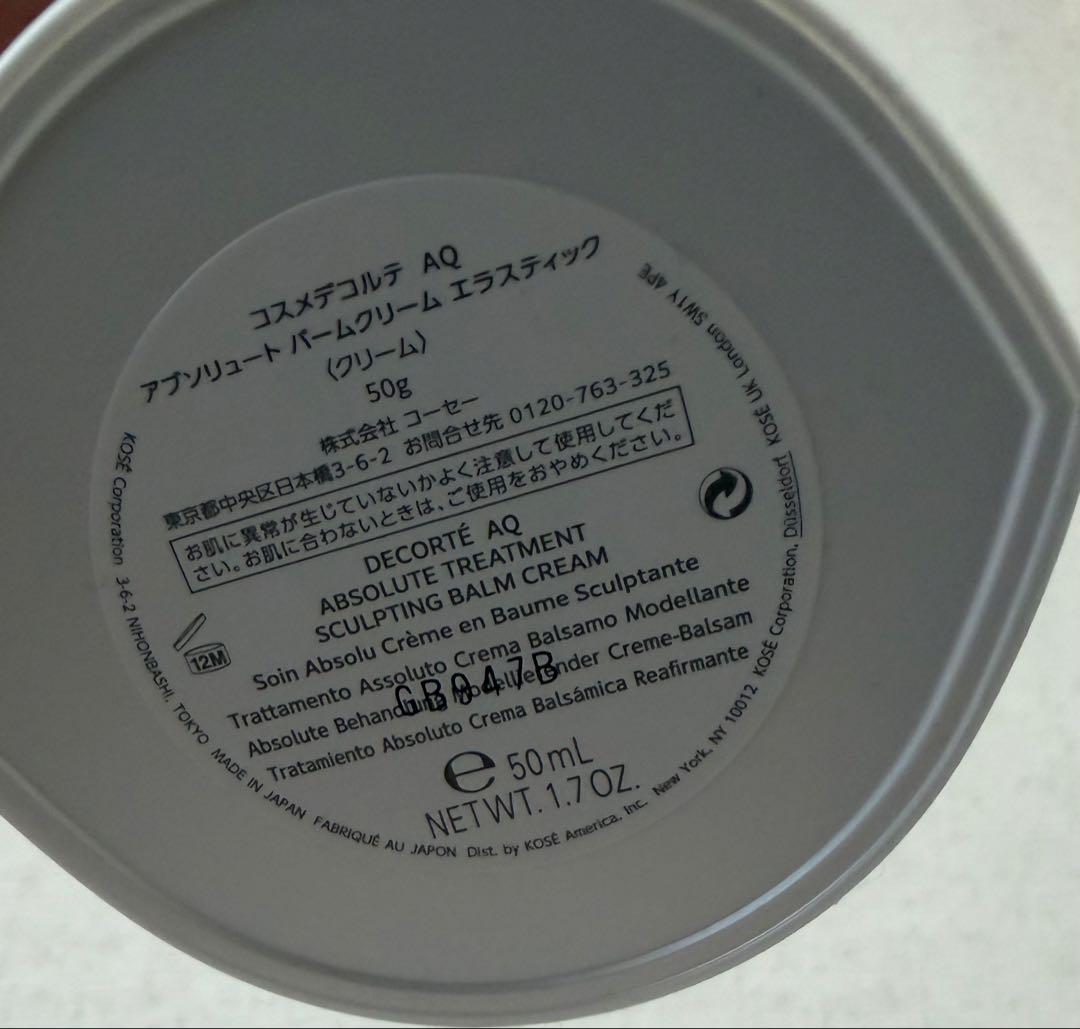 コスメデコルテ AQ
アブソリュート バームクリーム エラスティック
〈クリーム〉
50g
株式会社 コーセー
東京都中央区日本橋3-6-2 お問合せ先 0120-763-325
お肌に異常が生じていないかよく注意して使用してくだ
さい。お肌に合わないときは、ご使用をおやめください。
DECORTÉ AQ
ABSOLUTE TREATMENT
SCULPTING BALM CREAM
Soin Absolu Crème en Baume Sculptante
Trattamento Assoluto Crema Balsamo Modellante
Absolute Behandlung Modellierender Creme-Balsam
Tratamiento Absoluto Crema Balsámica Reafirmante
GB047B
12M
℮ 50mL
NET WT. 1.7 OZ.
KOSÉ Corporation 3-6-2 NIHONBASHI, TOKYO MADE IN JAPAN FABRIQUÉ AU JAPON Dist. by KOSÉ America, Inc. New York, NY 10012 KOSÉ Corporation, Düsseldorf KOSÉ UK London SW1Y 4PE